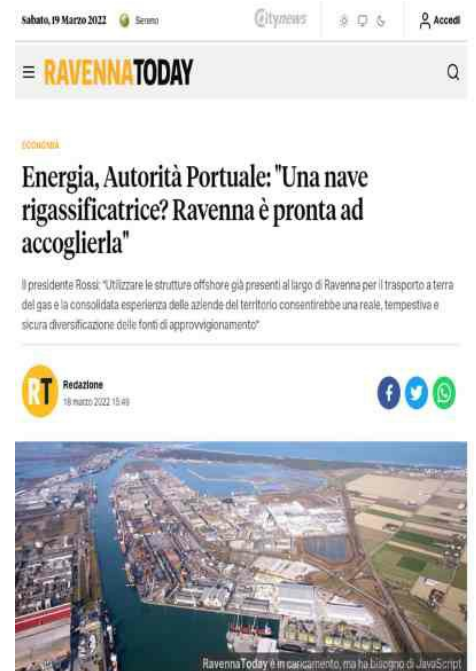 Sabato, 19 Marzo 2022 Sereno Citynews Accedi
RAVENNATODAY
ECONOMIA
Energia, Autorità Portuale: "Una nave
rigassificatrice? Ravenna è pronta ad
accoglierla"
Il presidente Rossi: "Utilizzare le strutture offshore già presenti al largo di Ravenna per il trasporto a terra
del gas e la consolidata esperienza delle aziende del territorio consentirebbe una reale, tempestiva e
sicura diversificazione delle fonti di approvvigionamento"
RT Redazione
18 marzo 2022 15:49
RavennaToday è in caricamento, ma ha bisogno di JavaScript